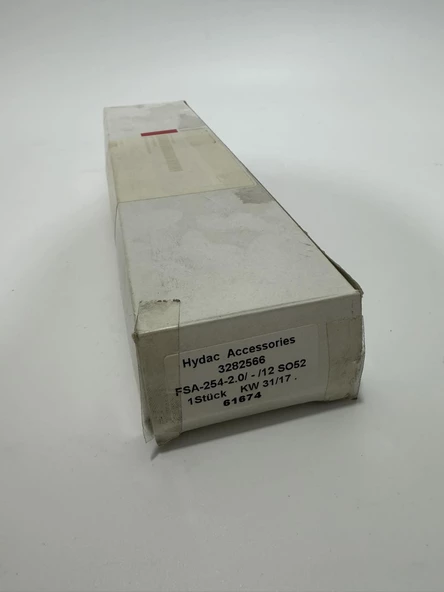 Hydac Accessories
3282566
FSA-254-2.0/ - /12 SO52
1Stück KW 31/17 .
61674